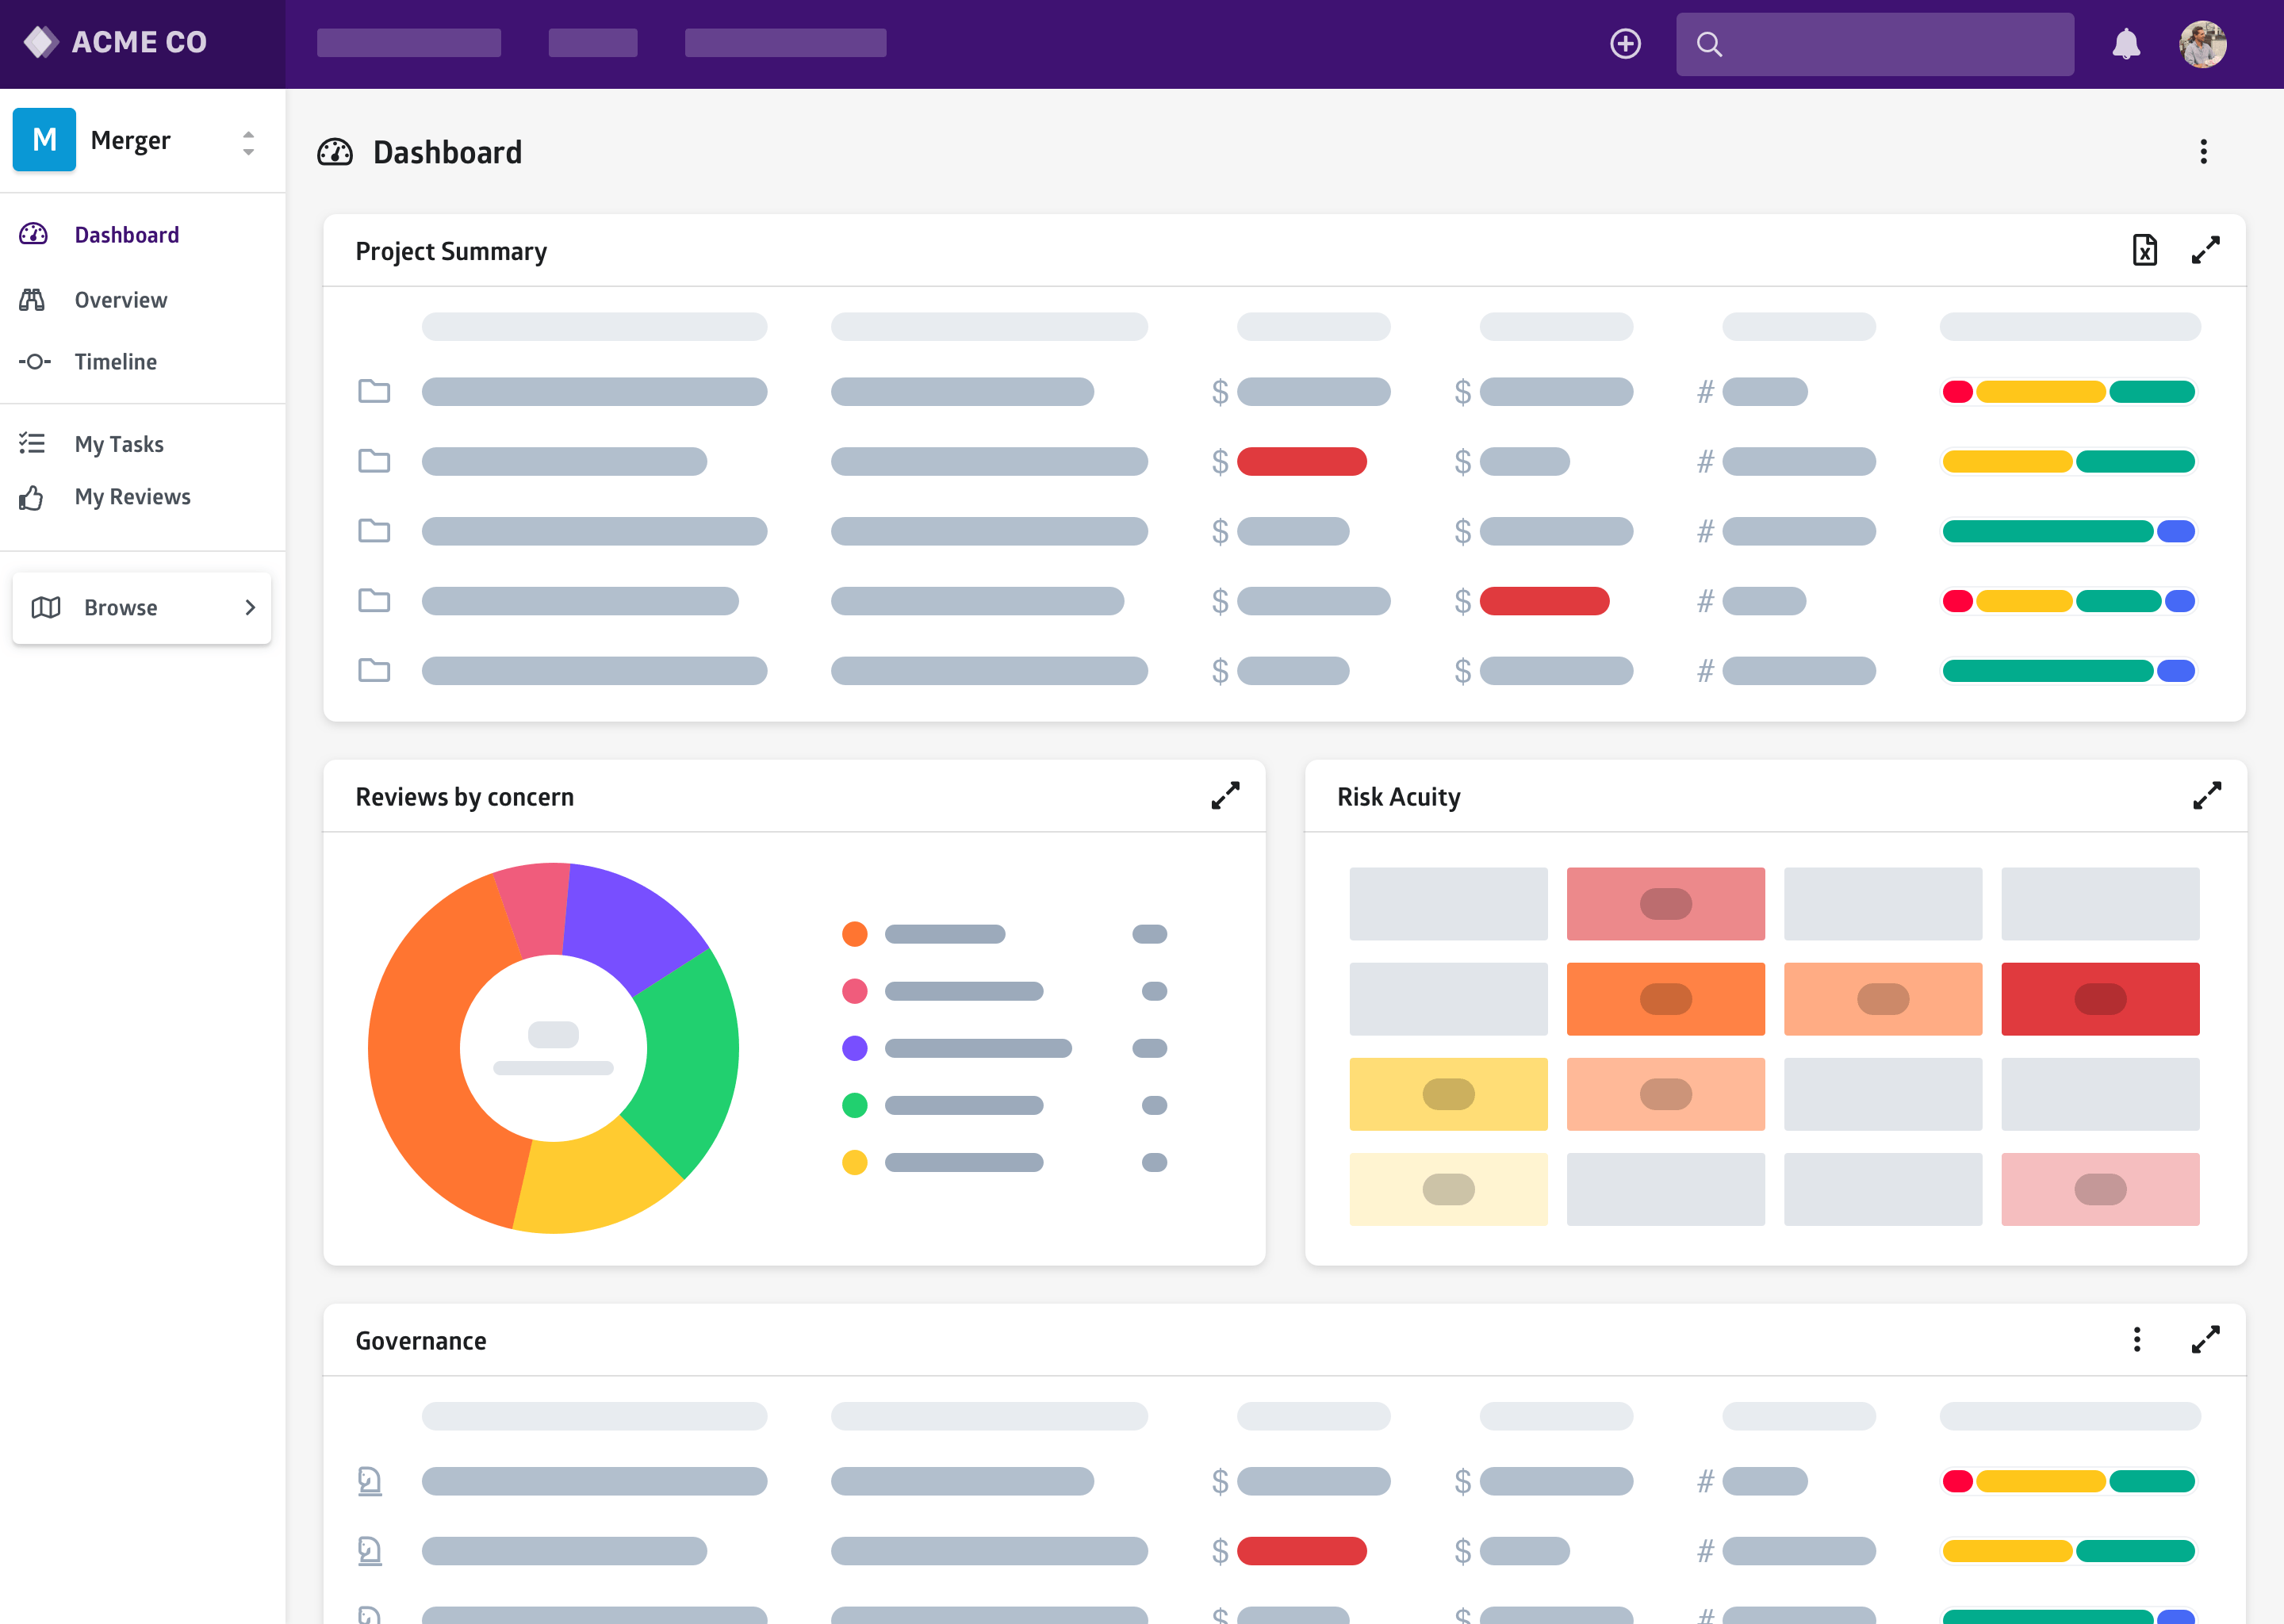 ACME CO
M
Merger
Dashboard
Overview
Timeline
My Tasks
My Reviews
Browse
Dashboard
Project Summary
$ $ #
$ $ #
$ $ #
$ $ #
$ $ #
Reviews by concern
Risk Acuity
Governance
$ $ #
$ $ #
$ $ #